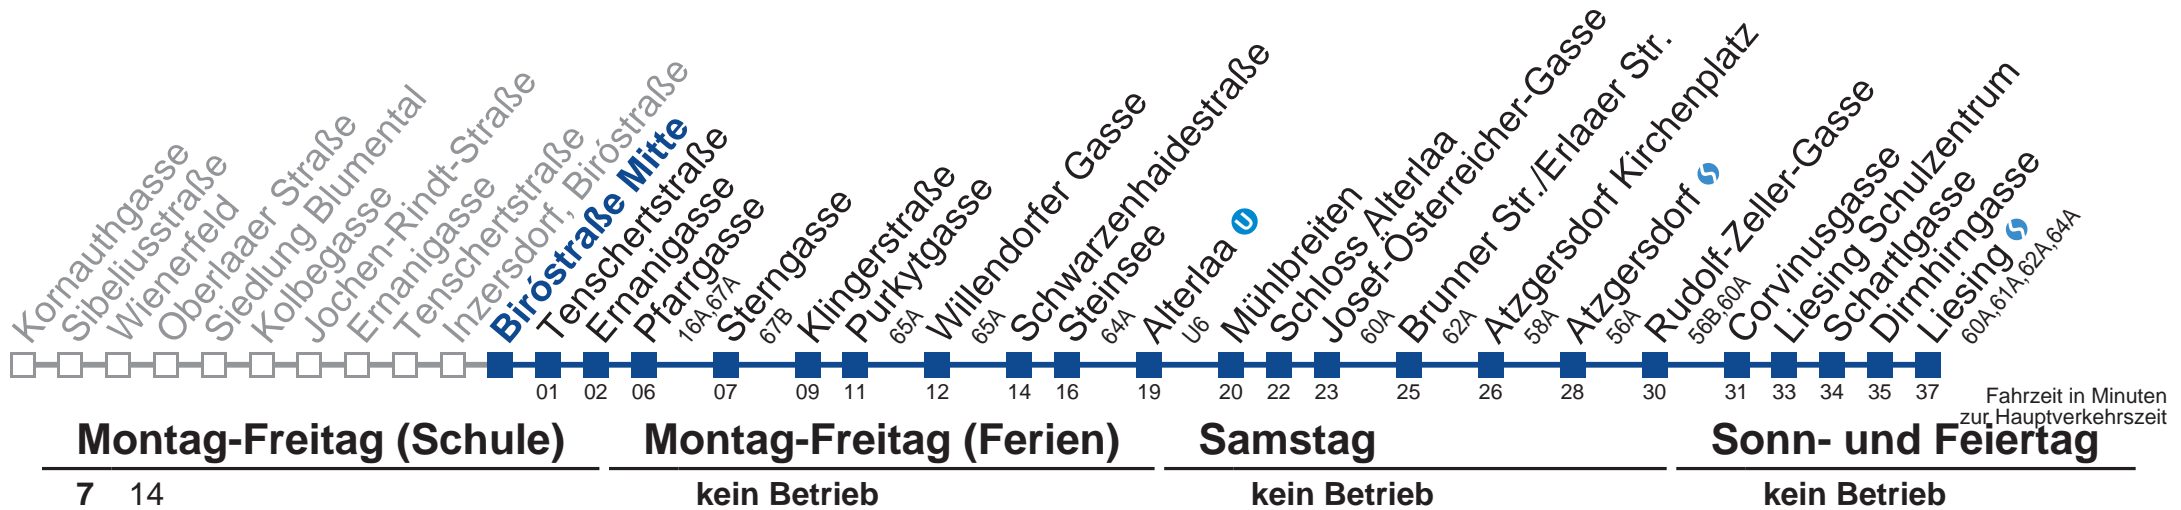 Kornauthgasse
Sibeliusstraße
Wienerfeld
Oberlaaer Straße
Siedlung Blumental
Kolbegasse
Jochen-Rindt-Straße
Ernanigasse
Tenschertstraße
Inzersdorf, Biróstraße
Biróstraße Mitte
Tenschertstraße
Ernanigasse
Pfarrgasse
16A,67A
Sterngasse
67B
Klingerstraße
Purkytgasse
65A
Willendorfer Gasse
65A
Schwarzenhaidestraße
Steinsee
64A
Alterlaa U
U6
Mühlbreiten
Schloss Alterlaa
Josef-Österreicher-Gasse
60A
Brunner Str./Erlaaer Str.
62A
Atzgersdorf Kirchenplatz
58A
Atzgersdorf
56A
Rudolf-Zeller-Gasse
56B,60A
Corvinusgasse
Liesing Schulzentrum
Schartlgasse
Dirmhirngasse
Liesing
60A,61A,62A,64A
01 02 06 07 09 11 12 14 16 19 20 22 23 25 26 28 30 31 33 34 35 37
Fahrzeit in Minuten
zur Hauptverkehrszeit
Montag-Freitag (Schule) Montag-Freitag (Ferien) Samstag Sonn- und Feiertag
7 14 kein Betrieb kein Betrieb kein Betrieb